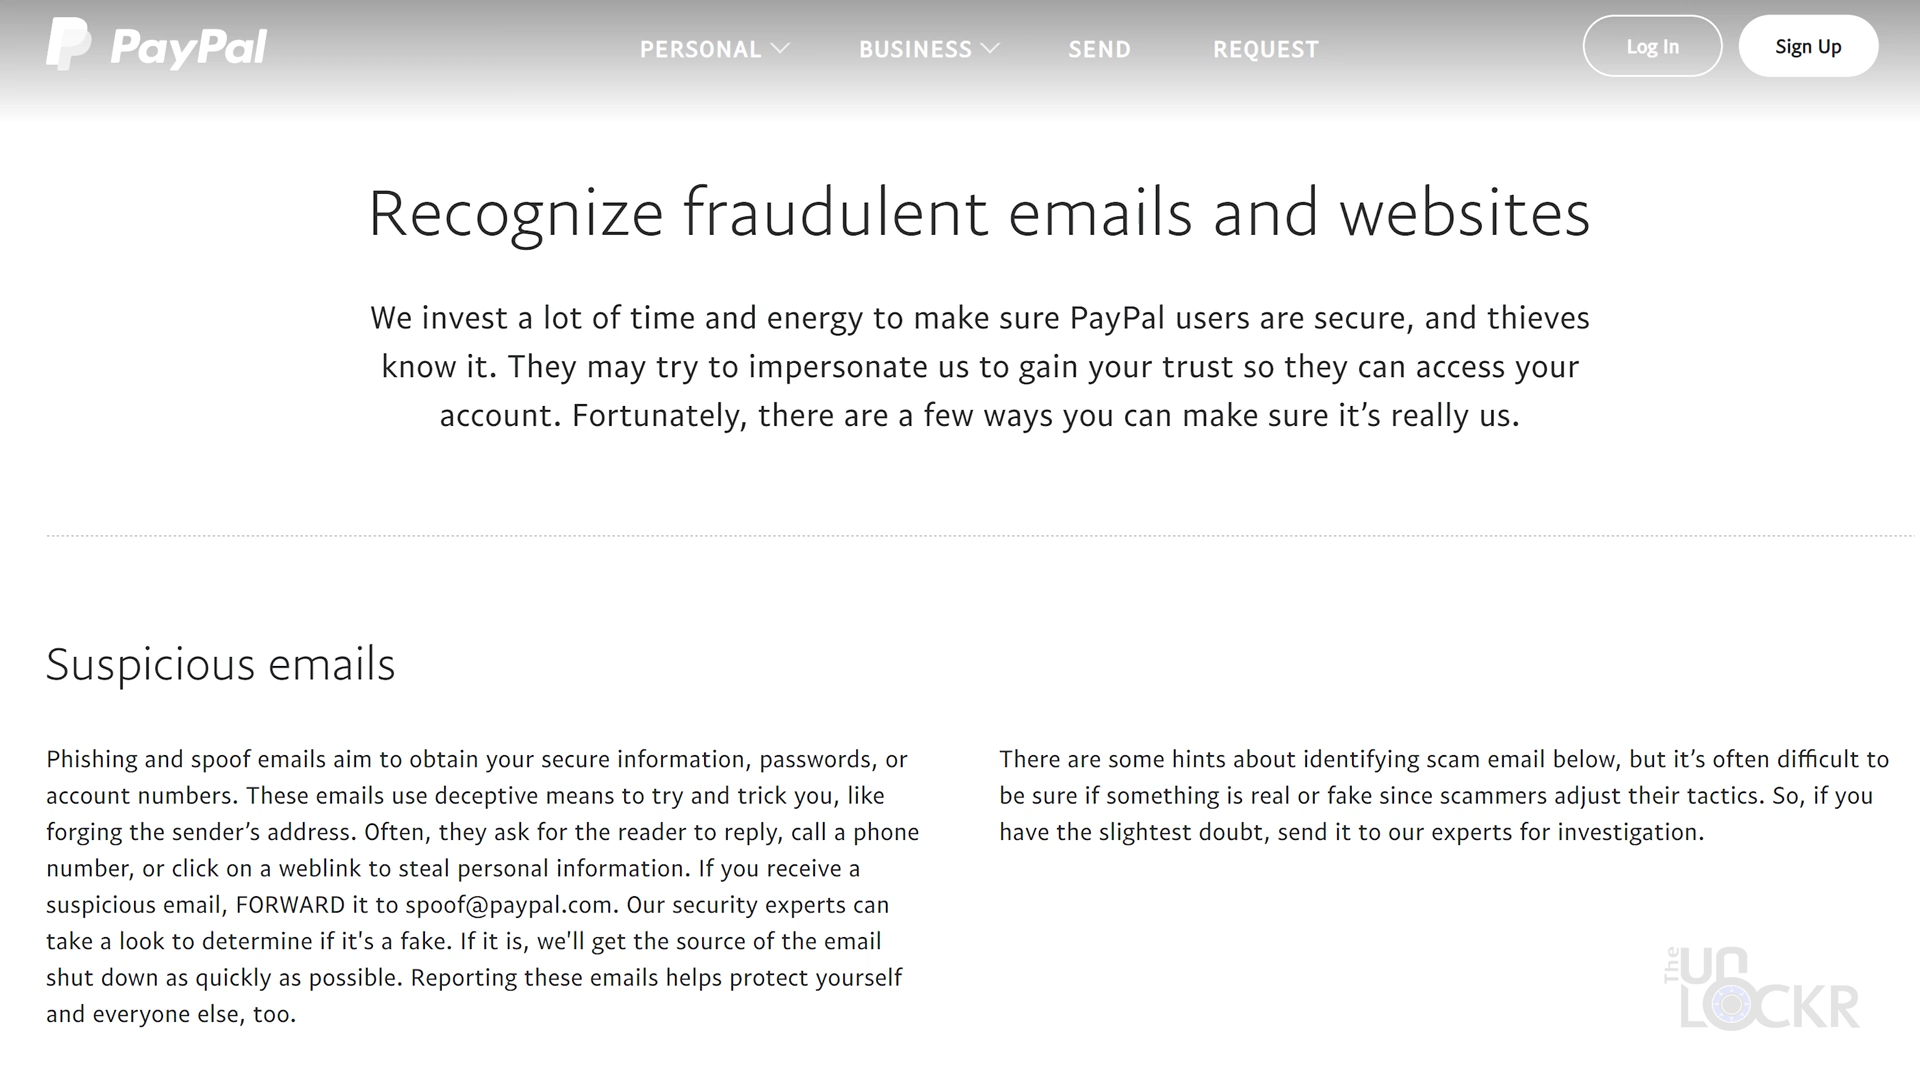 PayPal
PERSONAL
BUSINESS
SEND
REQUEST
Log In
Sign Up
Recognize fraudulent emails and websites
We invest a lot of time and energy to make sure PayPal users are secure, and thieves
know it. They may try to impersonate us to gain your trust so they can access your
account. Fortunately, there are a few ways you can make sure it’s really us.
Suspicious emails
Phishing and spoof emails aim to obtain your secure information, passwords, or
account numbers. These emails use deceptive means to try and trick you, like
forging the sender’s address. Often, they ask for the reader to reply, call a phone
number, or click on a weblink to steal personal information. If you receive a
suspicious email, FORWARD it to spoof@paypal.com. Our security experts can
take a look to determine if it's a fake. If it is, we'll get the source of the email
shut down as quickly as possible. Reporting these emails helps protect yourself
and everyone else, too.
There are some hints about identifying scam email below, but it’s often difficult to
be sure if something is real or fake since scammers adjust their tactics. So, if you
have the slightest doubt, send it to our experts for investigation.
The UN
LOCKR